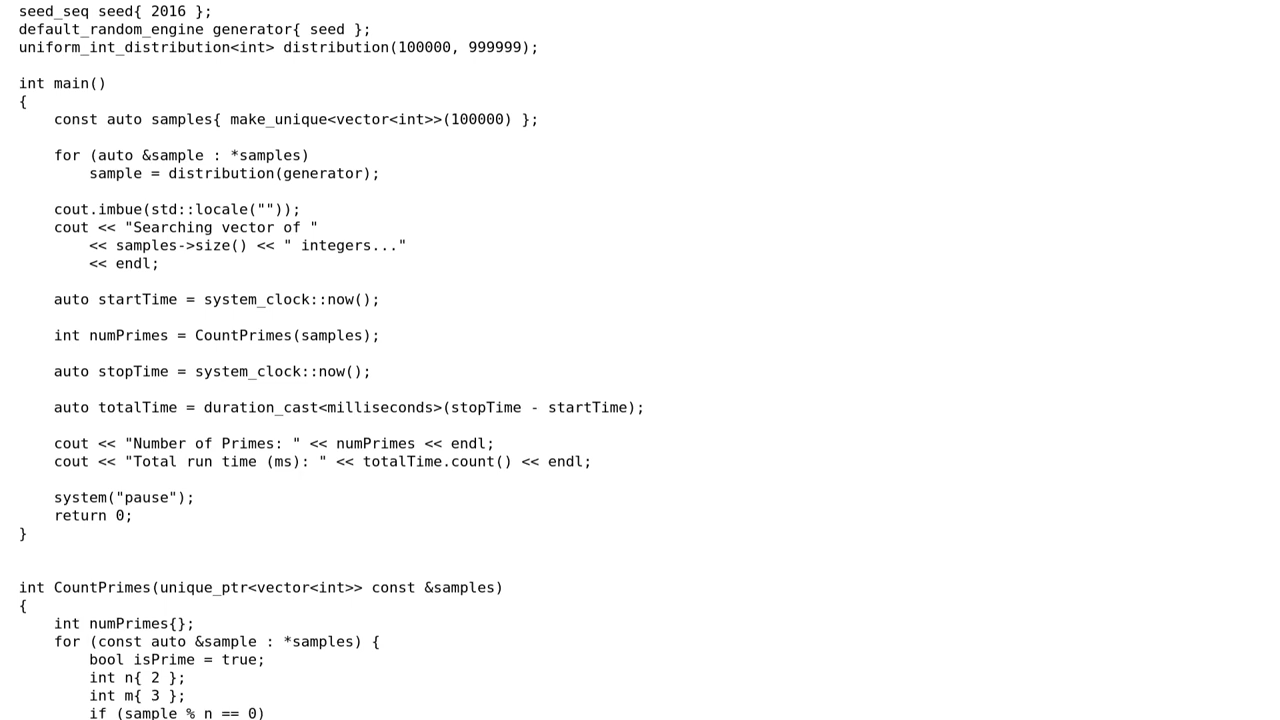 seed_seq seed{ 2016 };
default_random_engine generator{ seed };
uniform_int_distribution<int> distribution(100000, 999999);

int main()
{
    const auto samples{ make_unique<vector<int>>(100000) };

    for (auto &sample : *samples)
        sample = distribution(generator);

    cout.imbue(std::locale(""));
    cout << "Searching vector of "
        << samples->size() << " integers..."
        << endl;

    auto startTime = system_clock::now();

    int numPrimes = CountPrimes(samples);

    auto stopTime = system_clock::now();

    auto totalTime = duration_cast<milliseconds>(stopTime - startTime);

    cout << "Number of Primes: " << numPrimes << endl;
    cout << "Total run time (ms): " << totalTime.count() << endl;

    system("pause");
    return 0;
}


int CountPrimes(unique_ptr<vector<int>> const &samples)
{
    int numPrimes{};
    for (const auto &sample : *samples) {
        bool isPrime = true;
        int n{ 2 };
        int m{ 3 };
        if (sample % n == 0)